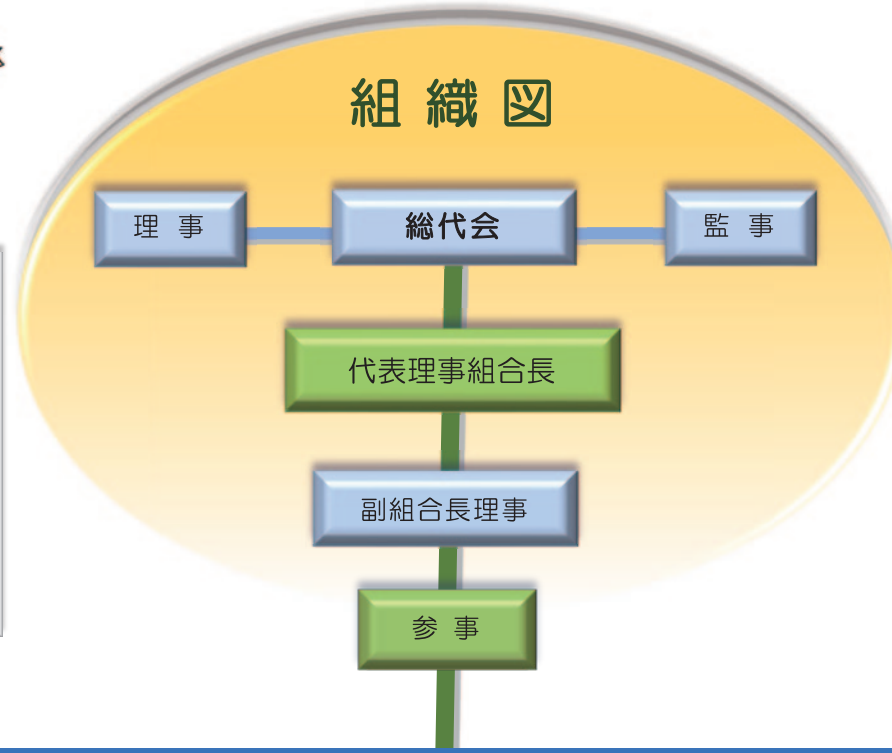 組織図
理事 総代会 監事
代表理事組合長
副組合長理事
参事